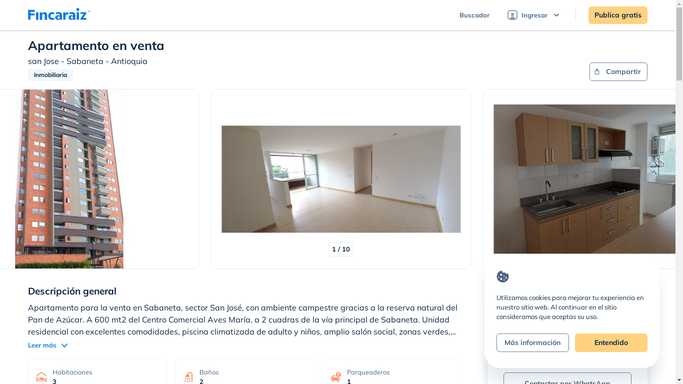 Fincaraiz
Buscador
Ingresar
Publica gratis
Apartamento en venta
san Jose - Sabaneta - Antioquia
Inmobiliaria
Compartir
1 / 10
Descripción general
Apartamento para la venta en Sabaneta, sector San José, con ambiente campestre gracias a la reserva natural del
Pan de Azúcar. A 600 mt2 del Centro Comercial Aves María, a 2 cuadras de la via principal de Sabaneta. Unidad
residencial con excelentes comodidades, piscina climatizada de adulto y niños, amplio salón social, zonas verdes,...
Leer más
Habitaciones
3
Baños
2
Parqueaderos
1
Utilizamos cookies para mejorar tu experiencia en
nuestro sitio web. Al continuar en el sitio
consideramos que aceptas su uso.
Más información
Entendido
Contactar por WhatsApp